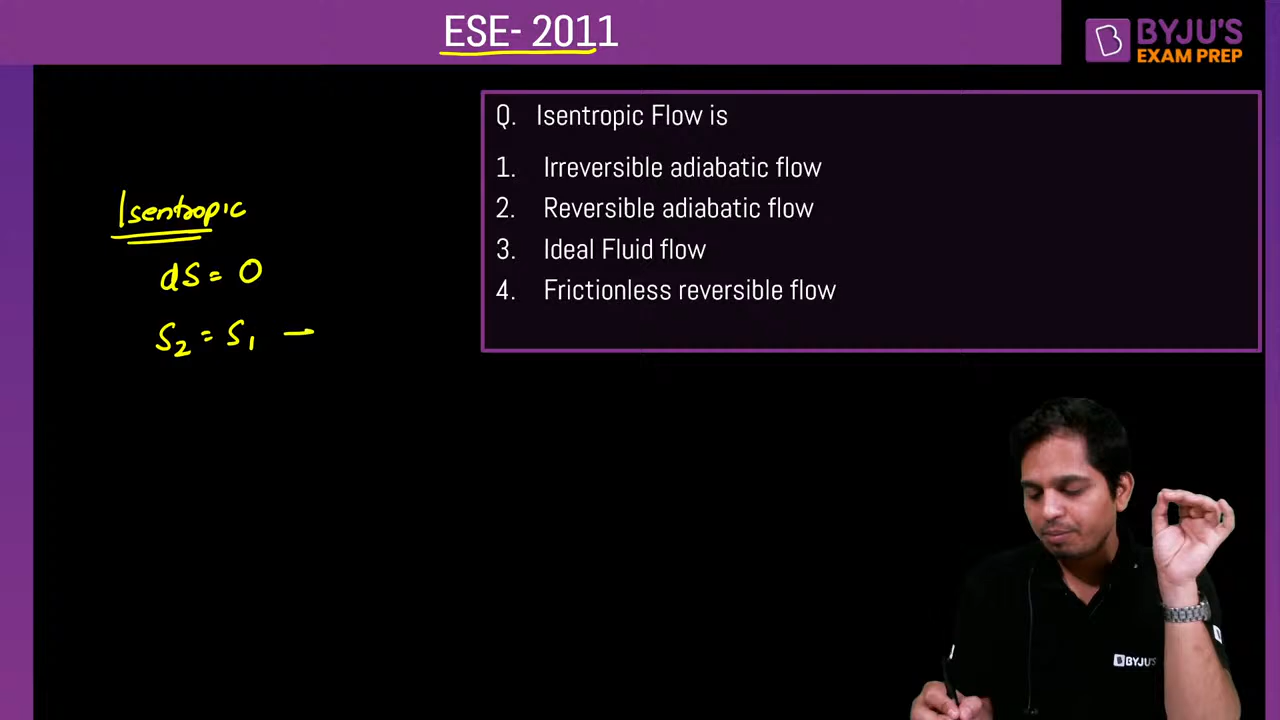 ESE- 2011
BYJU'S
EXAM PREP
Q. Isentropic Flow is
1. Irreversible adiabatic flow
2. Reversible adiabatic flow
3. Ideal Fluid flow
4. Frictionless reversible flow
Isentropic
dS = 0
S2 = S1 →
BYJU'S